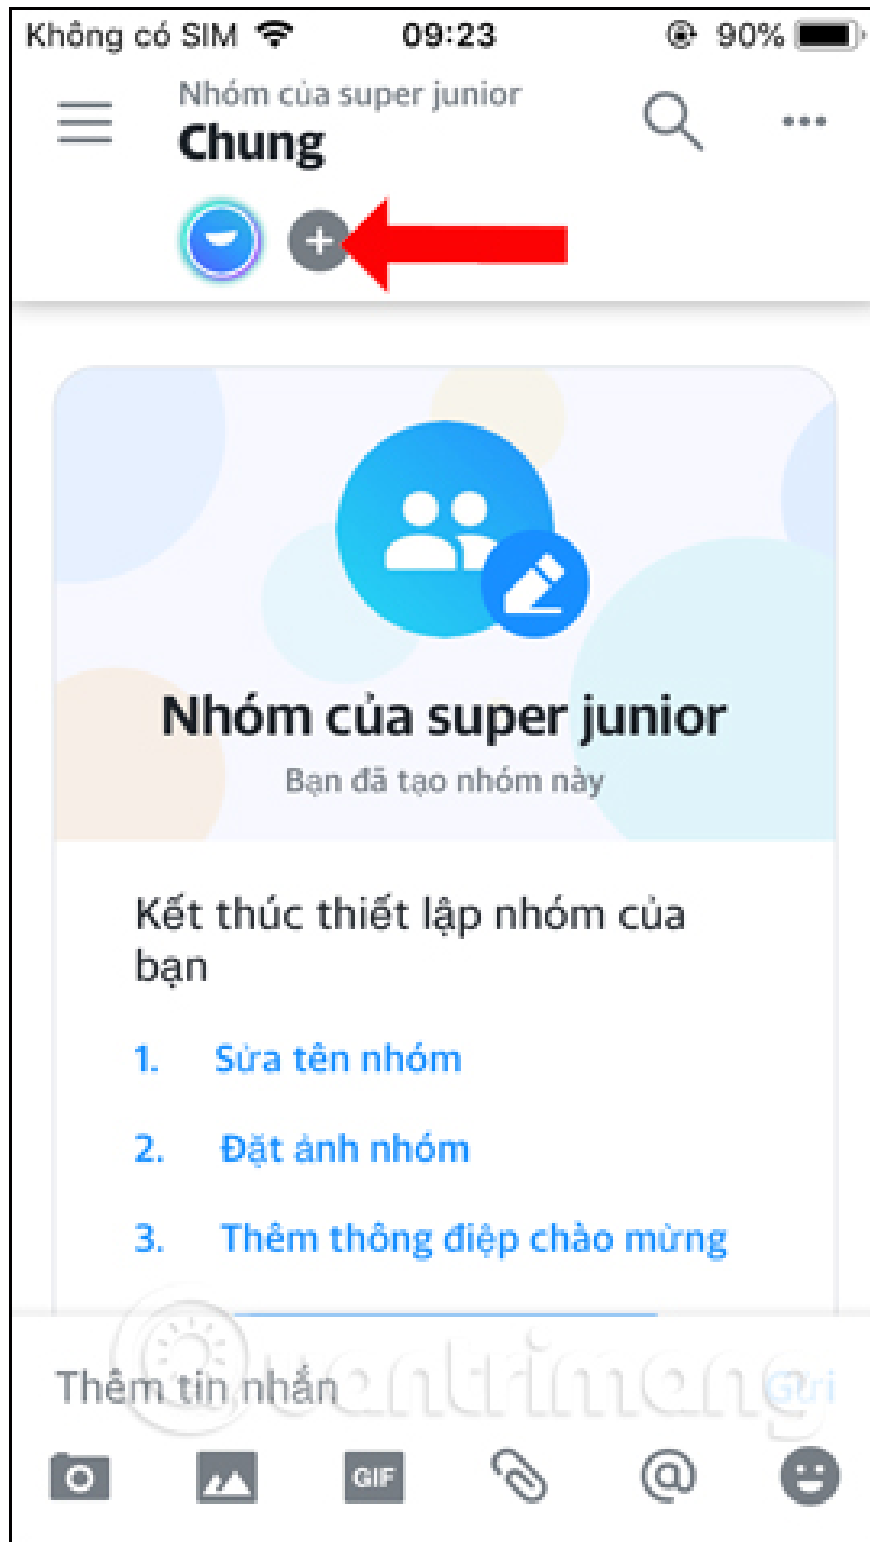 Không có SIM 09:23 90%
Nhóm của super junior
Chung
Nhóm của super junior
Bạn đã tạo nhóm này
Kết thúc thiết lập nhóm của
bạn
1. Sửa tên nhóm
2. Đặt ảnh nhóm
3. Thêm thông điệp chào mừng
Thêm tin nhắn Gửi
Quantrimang
GIF